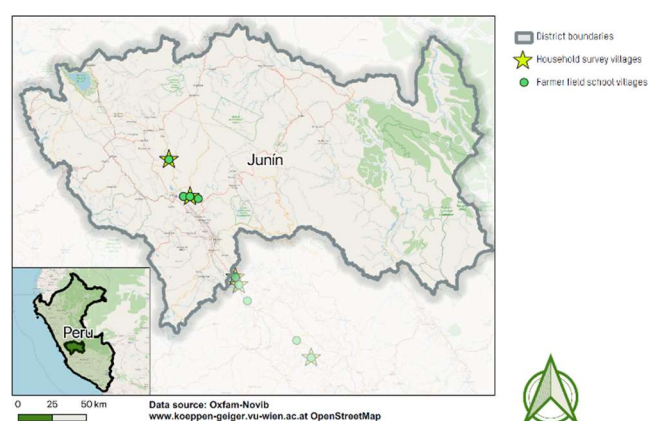 District boundaries
Household survey villages
Farmer field school villages
Junín
Peru
0 25 50 km
Data source: Oxfam-Novib
www.koeppen-geiger.vu-wien.ac.at OpenStreetMap